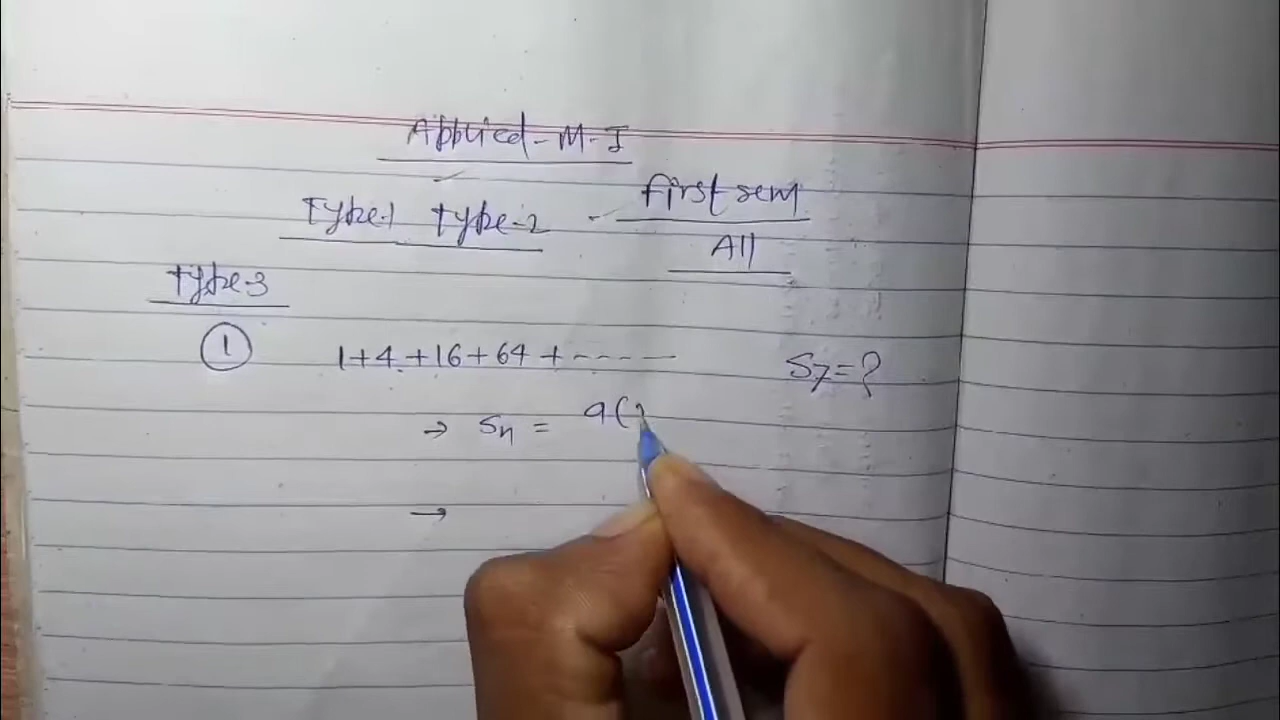 Applied - M - I
Type-1 Type-2 - First sem
All
Type-3
1 1+4+16+64+----- S7=?
→ Sn = a(
→